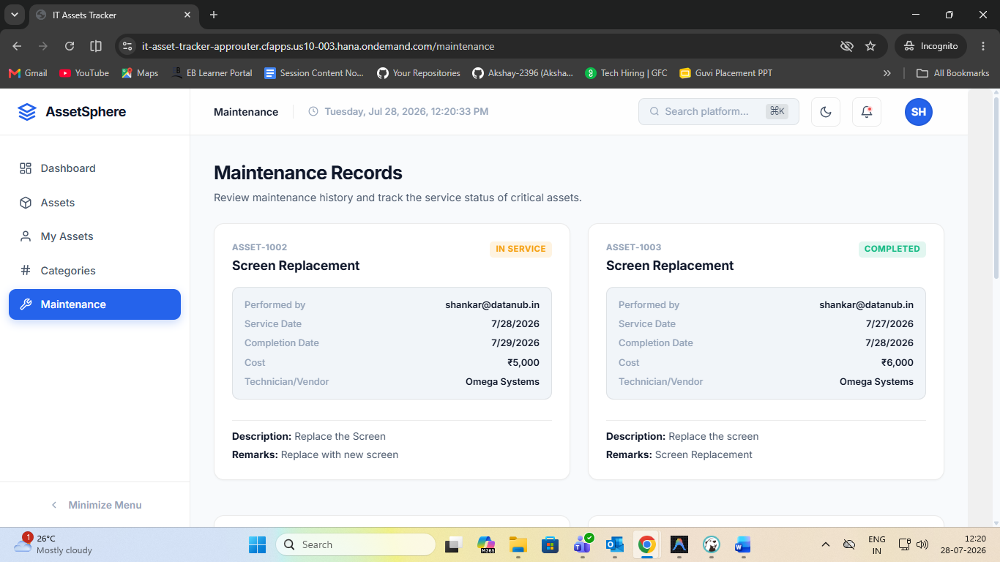 IT Assets Tracker
it-asset-tracker-approuter.cfapps.us10-003.hana.ondemand.com/maintenance
Incognito
Gmail
YouTube
Maps
EB Learner Portal
Session Content No...
Your Repositories
Akshay-2396 (Aksha...
Tech Hiring | GFC
Guvi Placement PPT
»
All Bookmarks
AssetSphere
Maintenance
Tuesday, Jul 28, 2026, 12:20:33 PM
Search platform...
⌘K
SH
Dashboard
Assets
My Assets
Categories
Maintenance
Minimize Menu
Maintenance Records
Review maintenance history and track the service status of critical assets.
ASSET-1002
IN SERVICE
Screen Replacement
Performed by shankar@datanub.in
Service Date 7/28/2026
Completion Date 7/29/2026
Cost ₹5,000
Technician/Vendor Omega Systems
Description: Replace the Screen
Remarks: Replace with new screen
ASSET-1003
COMPLETED
Screen Replacement
Performed by shankar@datanub.in
Service Date 7/27/2026
Completion Date 7/28/2026
Cost ₹6,000
Technician/Vendor Omega Systems
Description: Replace the screen
Remarks: Screen Replacement
1
26°C
Mostly cloudy
Search
M365
ENG
IN
12:20
28-07-2026